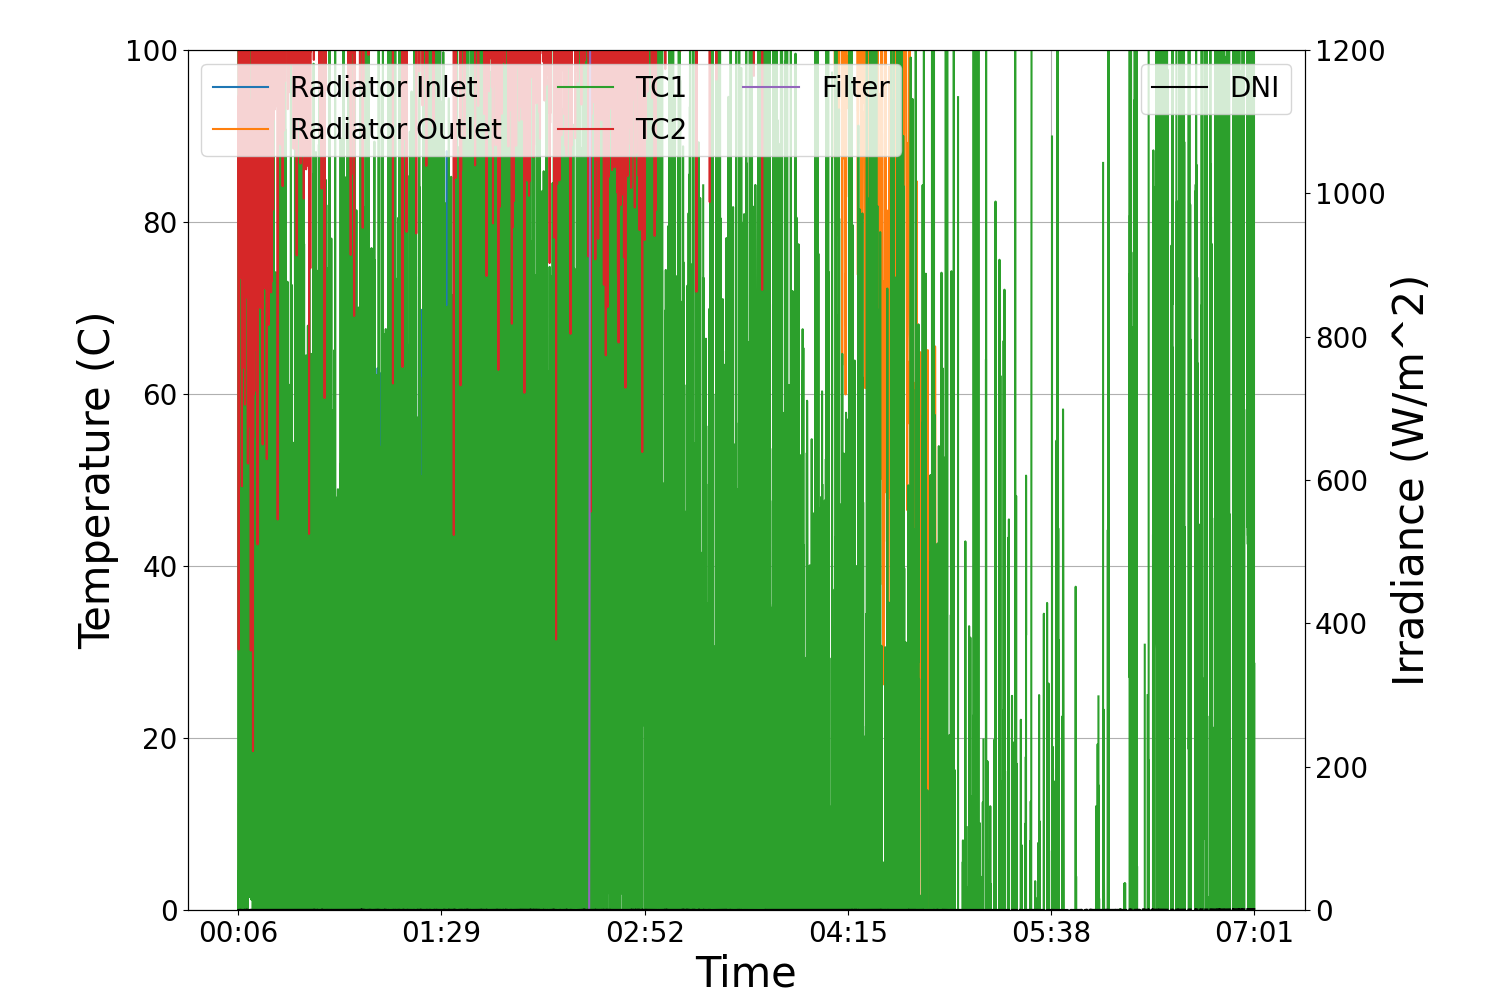 Radiator Inlet
Radiator Outlet
TC1
TC2
Filter
DNI
Temperature (C)
100
80
60
40
20
0
Irradiance (W/m^2)
1200
1000
800
600
400
200
0
00:06 01:29 02:52 04:15 05:38 07:01
Time